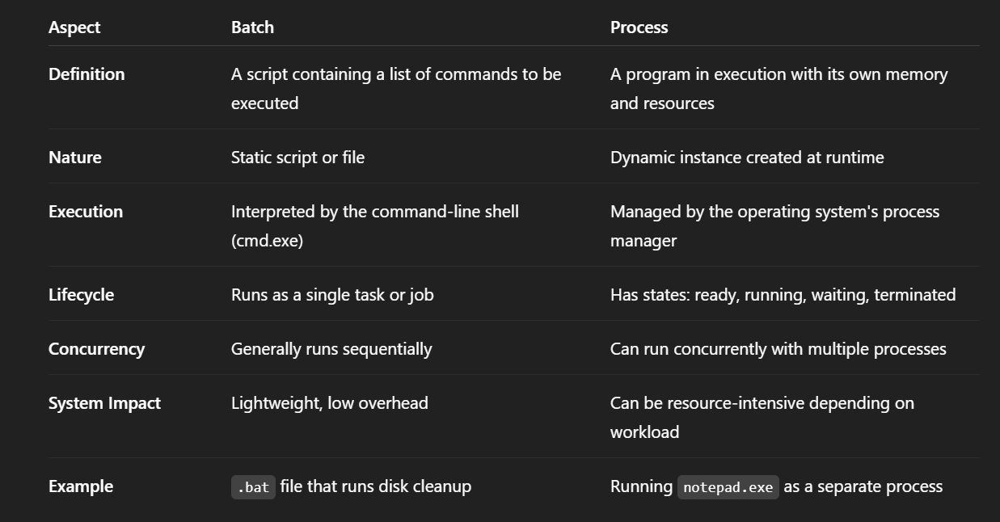 Aspect Batch Process
Definition A script containing a list of commands to be executed A program in execution with its own memory and resources
Nature Static script or file Dynamic instance created at runtime
Execution Interpreted by the command-line shell (cmd.exe) Managed by the operating system's process manager
Lifecycle Runs as a single task or job Has states: ready, running, waiting, terminated
Concurrency Generally runs sequentially Can run concurrently with multiple processes
System Impact Lightweight, low overhead Can be resource-intensive depending on workload
Example .bat file that runs disk cleanup Running notepad.exe as a separate process